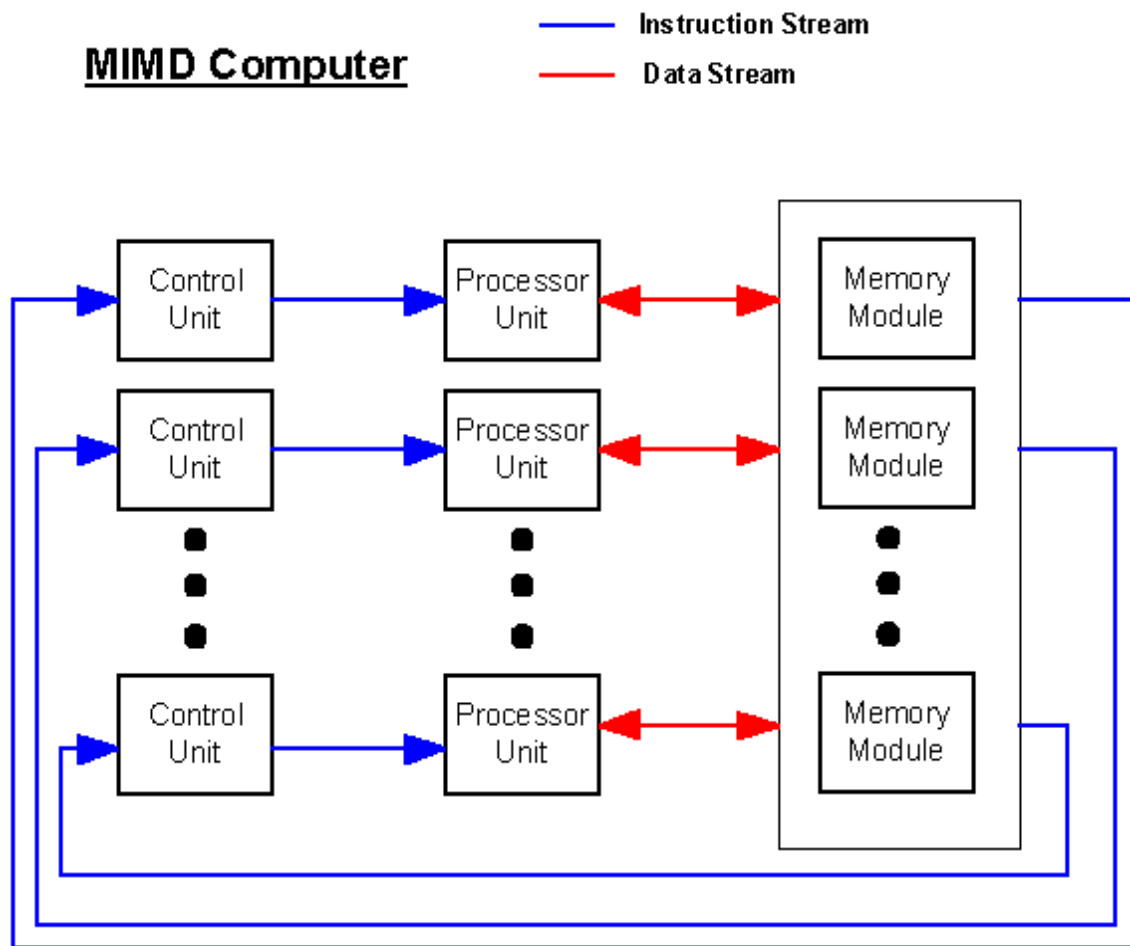 MIMD Computer
Instruction Stream
Data Stream
Control
Unit
Processor
Unit
Memory
Module
Control
Unit
Processor
Unit
Memory
Module
Control
Unit
Processor
Unit
Memory
Module